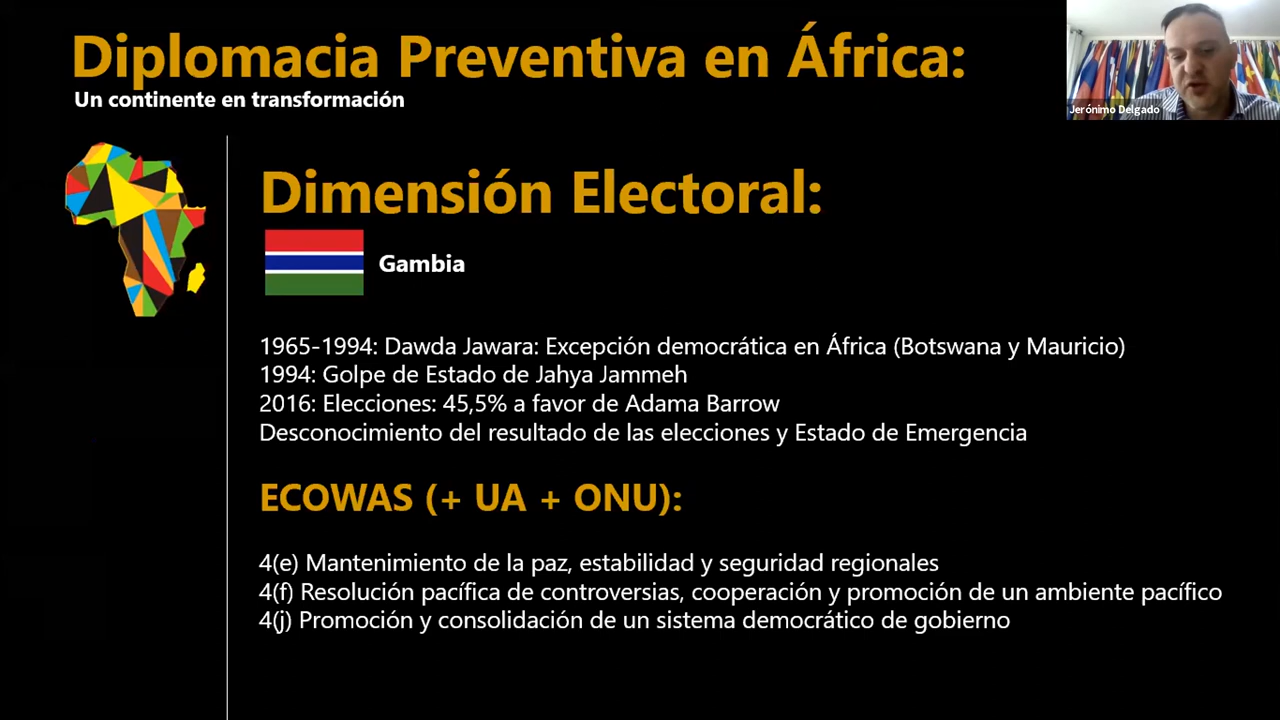 Diplomacia Preventiva en África:
Un continente en transformación
Jerónimo Delgado
Dimensión Electoral:
Gambia
1965-1994: Dawda Jawara: Excepción democrática en África (Botswana y Mauricio)
1994: Golpe de Estado de Jahya Jammeh
2016: Elecciones: 45,5% a favor de Adama Barrow
Desconocimiento del resultado de las elecciones y Estado de Emergencia
ECOWAS (+ UA + ONU):
4(e) Mantenimiento de la paz, estabilidad y seguridad regionales
4(f) Resolución pacífica de controversias, cooperación y promoción de un ambiente pacífico
4(j) Promoción y consolidación de un sistema democrático de gobierno